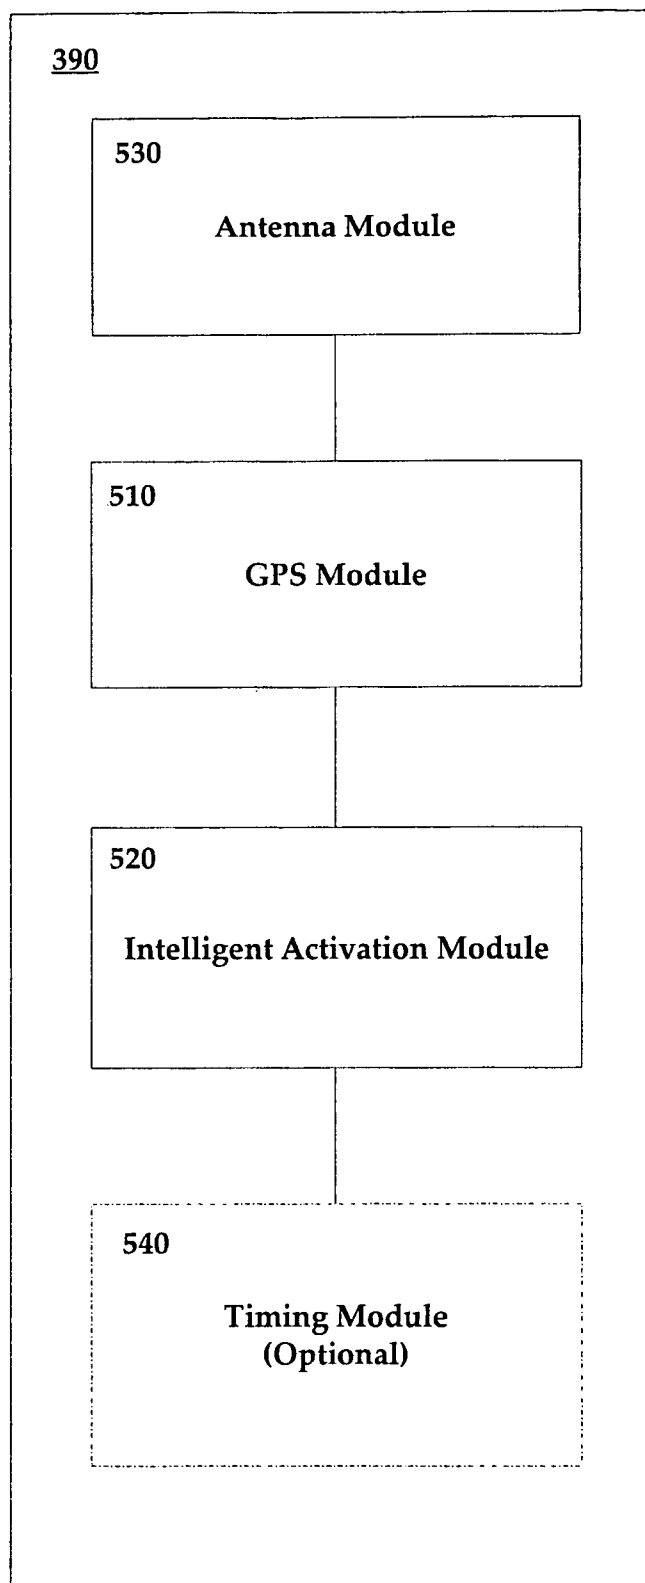 390
530
Antenna Module
510
GPS Module
520
Intelligent Activation Module
540
Timing Module
(Optional)